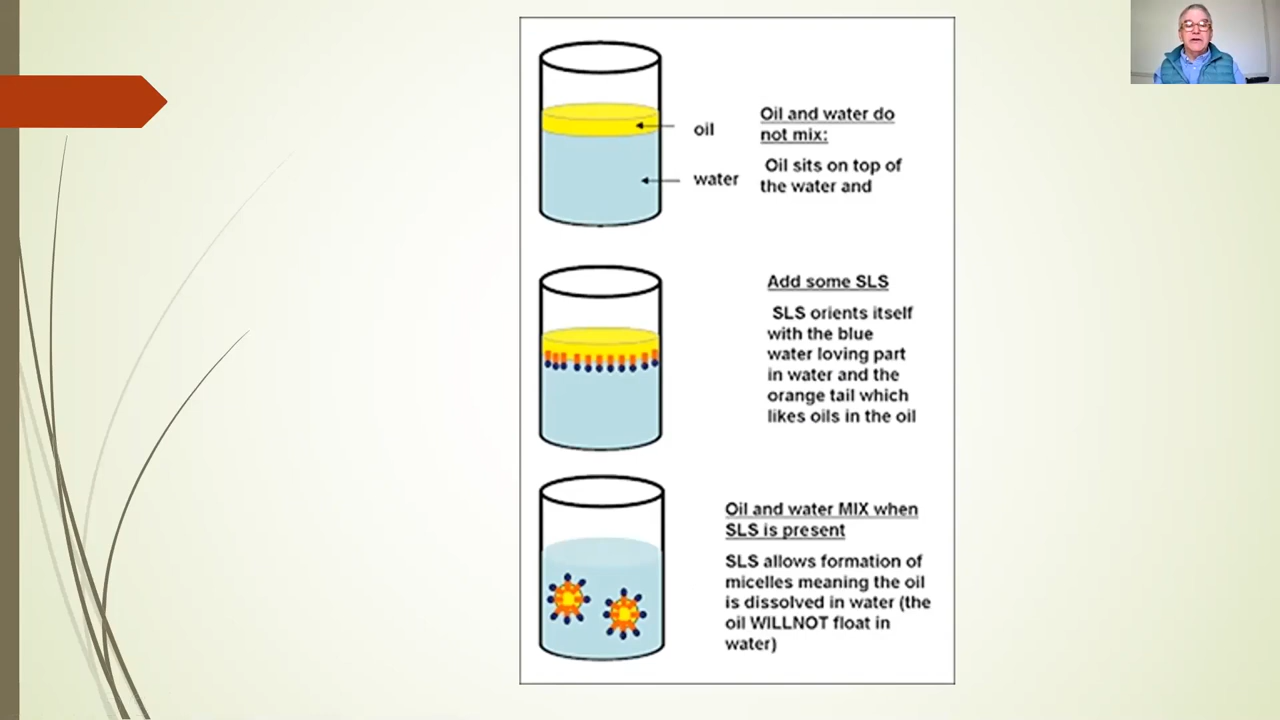 oil
water
Oil and water do
not mix:
Oil sits on top of
the water and
Add some SLS
SLS orients itself
with the blue
water loving part
in water and the
orange tail which
likes oils in the oil
Oil and water MIX when
SLS is present
SLS allows formation of
micelles meaning the oil
is dissolved in water (the
oil WILLNOT float in
water)